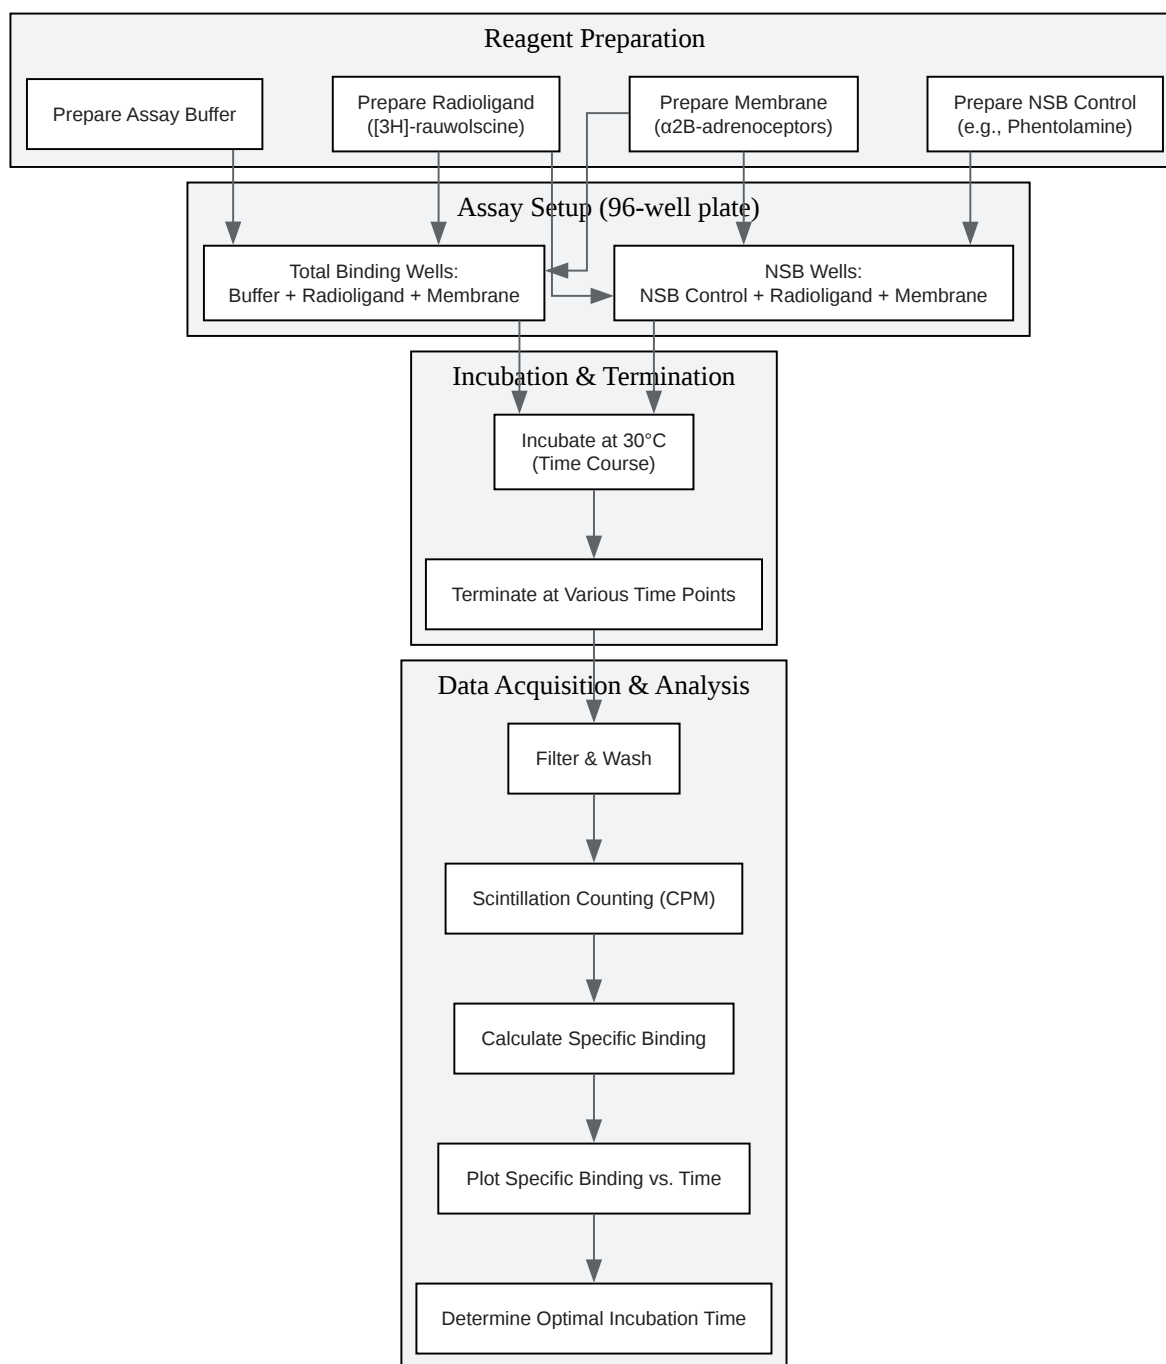 Reagent Preparation
Prepare Assay Buffer
Prepare Radioligand
([3H]-rauwolscine)
Prepare Membrane
(α2B-adrenoceptors)
Prepare NSB Control
(e.g., Phentolamine)
Assay Setup (96-well plate)
Total Binding Wells:
Buffer + Radioligand + Membrane
NSB Wells:
NSB Control + Radioligand + Membrane
Incubation & Termination
Incubate at 30°C
(Time Course)
Terminate at Various Time Points
Data Acquisition & Analysis
Filter & Wash
Scintillation Counting (CPM)
Calculate Specific Binding
Plot Specific Binding vs. Time
Determine Optimal Incubation Time